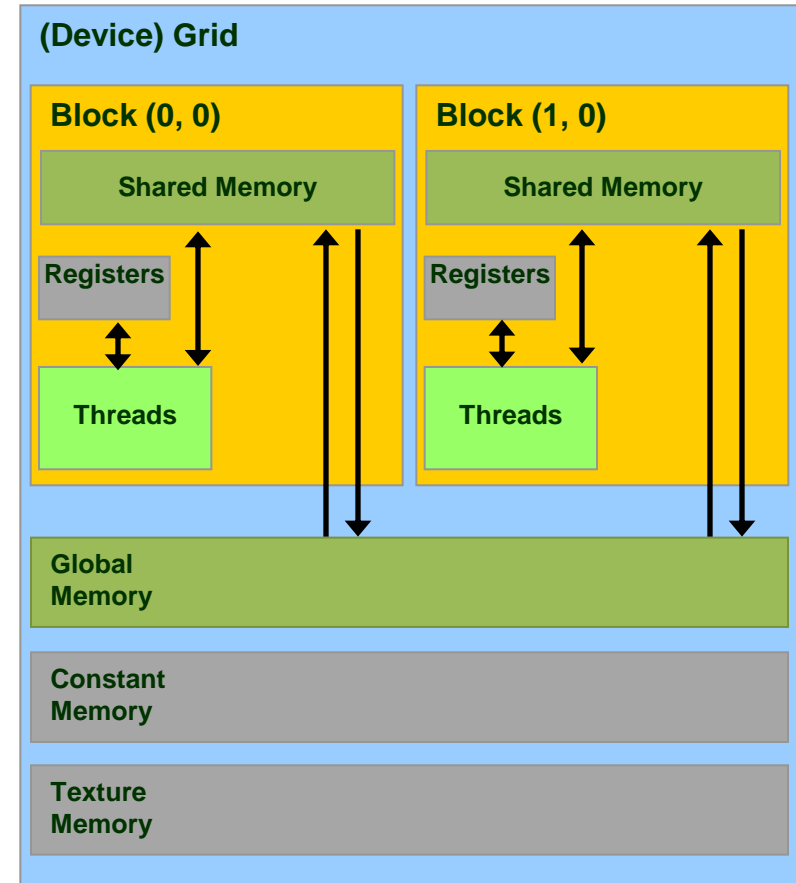 (Device) Grid
Block (0, 0)
Shared Memory
Registers
Threads
Block (1, 0)
Shared Memory
Registers
Threads
Global
Memory
Constant
Memory
Texture
Memory